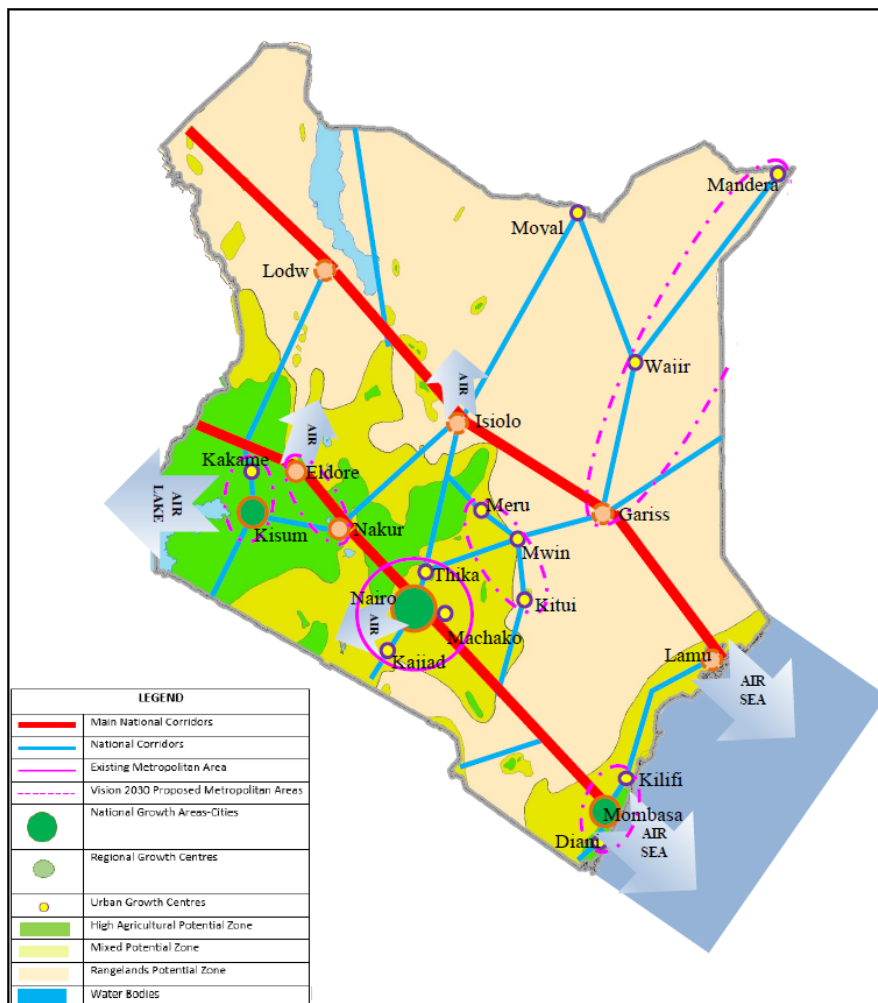 Mandera
Moval
Lodw
Wajir
AIR
Isiolo
AIR
Kakame
Eldore
AIR
LAKE
Meru
Gariss
Kisum
Nakur
Mwin
Thika
Nairo
Kitui
AIR
Machako
Kajiad
Lamu
AIR
SEA
LEGEND
Main National Corridors
National Corridors
Existing Metropolitan Area
Vision 2030 Proposed Metropolitan Areas
National Growth Areas-Cities
Regional Growth Centres
Urban Growth Centres
High Agricultural Potential Zone
Mixed Potential Zone
Rangelands Potential Zone
Water Bodies
Kilifi
Mombasa
Diani
AIR
SEA